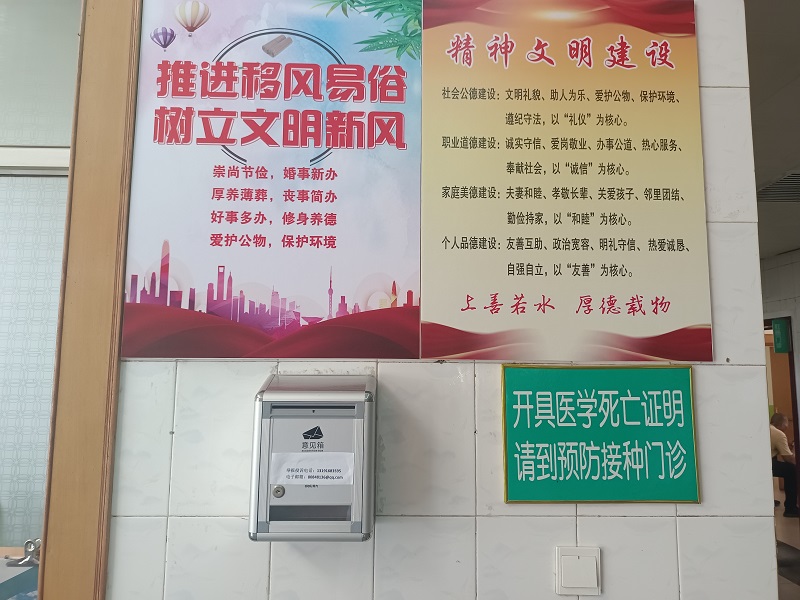 推进移风易俗
树立文明新风
崇尚节俭，婚事新办
厚养薄葬，丧事简办
好事多办，修身养德
爱护公物，保护环境
精神文明建设
社会公德建设：文明礼貌、助人为乐、爱护公物、保护环境、
遵纪守法，以“礼仪”为核心。
职业道德建设：诚实守信、爱岗敬业、办事公道、热心服务、
奉献社会，以“诚信”为核心。
家庭美德建设：夫妻和睦、孝敬长辈、关爱孩子、邻里团结、
勤俭持家，以“和睦”为核心。
个人品德建设：友善互助、政治宽容、明礼守信、热爱诚恳、
自强自立，以“友善”为核心。
上善若水 厚德载物
意见箱
电子邮箱：
开具医学死亡证明
请到预防接种门诊